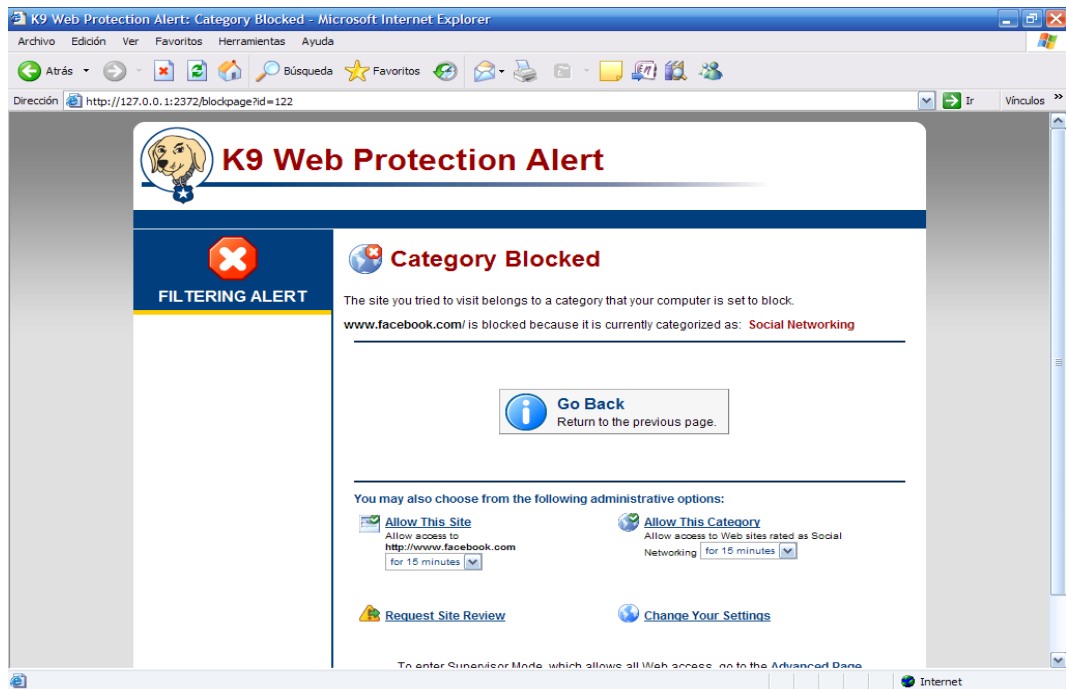 K9 Web Protection Alert: Category Blocked - Microsoft Internet Explorer
Archivo Edición Ver Favoritos Herramientas Ayuda
Atrás Búsqueda Favoritos
Dirección http://127.0.0.1:2372/blockpage?id=122 Ir Vínculos »
K9 Web Protection Alert
FILTERING ALERT
Category Blocked
The site you tried to visit belongs to a category that your computer is set to block.
www.facebook.com/ is blocked because it is currently categorized as: Social Networking
Go Back
Return to the previous page.
You may also choose from the following administrative options:
Allow This Site
Allow access to
http://www.facebook.com
for 15 minutes
Allow This Category
Allow access to Web sites rated as Social
Networking for 15 minutes
Request Site Review
Change Your Settings
To enter Supervisor Mode, which allows all Web access, go to the Advanced Page
Internet